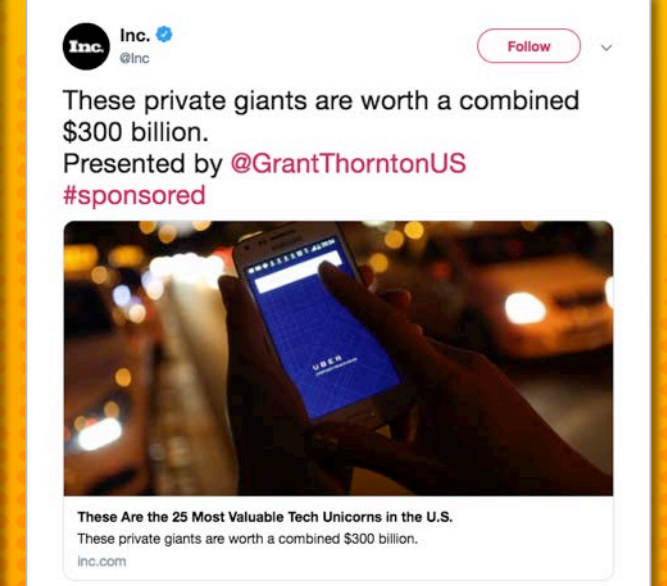 Inc.
Inc.
@Inc
Follow
These private giants are worth a combined
$300 billion.
Presented by @GrantThorntonUS
#sponsored
UBER
These Are the 25 Most Valuable Tech Unicorns in the U.S.
These private giants are worth a combined $300 billion.
inc.com